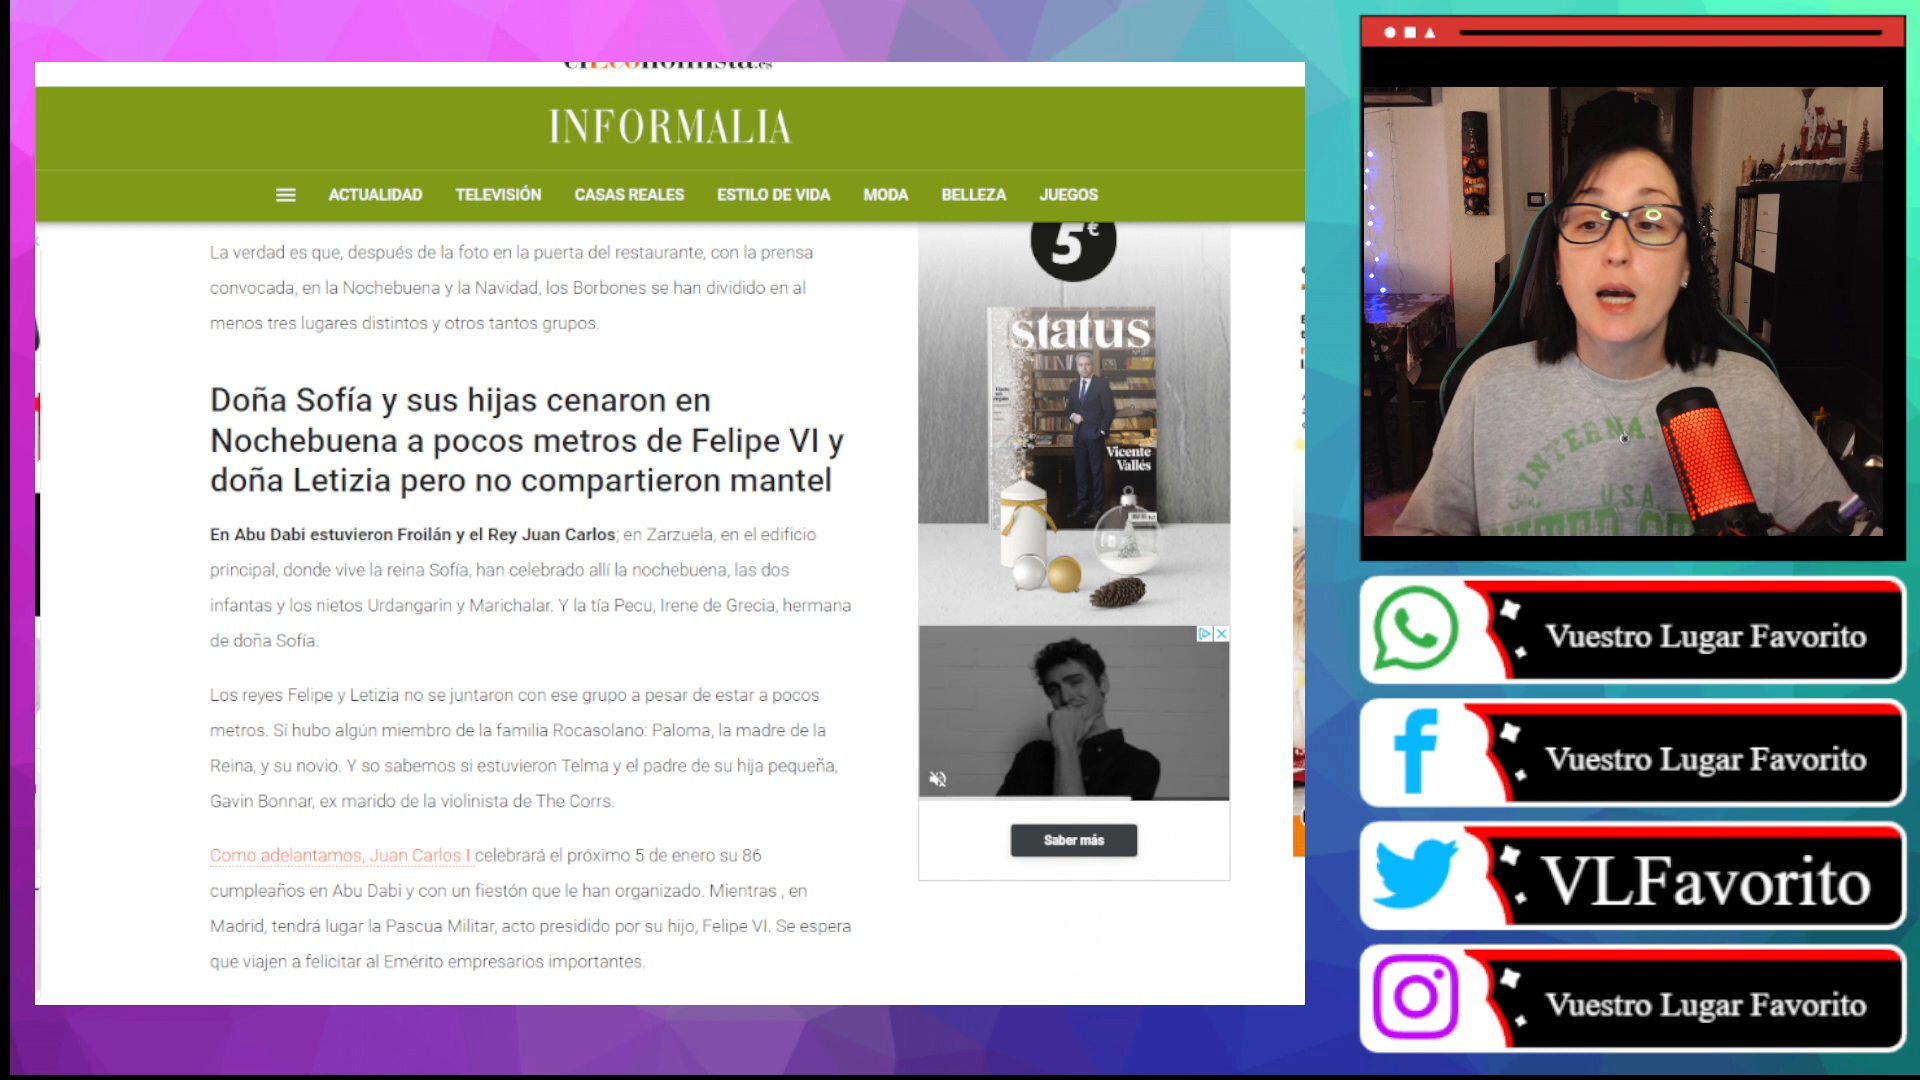 elEconomista.es
INFORMALIA
ACTUALIDAD TELEVISIÓN CASAS REALES ESTILO DE VIDA MODA BELLEZA JUEGOS
La verdad es que, después de la foto en la puerta del restaurante, con la prensa
convocada, en la Nochebuena y la Navidad, los Borbones se han dividido en al
menos tres lugares distintos y otros tantos grupos.
Doña Sofía y sus hijas cenaron en
Nochebuena a pocos metros de Felipe VI y
doña Letizia pero no compartieron mantel
En Abu Dabi estuvieron Froilán y el Rey Juan Carlos; en Zarzuela, en el edificio
principal, donde vive la reina Sofía, han celebrado allí la nochebuena, las dos
infantas y los nietos Urdangarin y Marichalar. Y la tía Pecu, Irene de Grecia, hermana
de doña Sofía.
Los reyes Felipe y Letizia no se juntaron con ese grupo a pesar de estar a pocos
metros. Sí hubo algún miembro de la familia Rocasolano: Paloma, la madre de la
Reina, y su novio. Y so sabemos si estuvieron Telma y el padre de su hija pequeña,
Gavin Bonnar, ex marido de la violinista de The Corrs.
Como adelantamos, Juan Carlos I celebrará el próximo 5 de enero su 86
cumpleaños en Abu Dabi y con un fiestón que le han organizado. Mientras , en
Madrid, tendrá lugar la Pascua Militar, acto presidido por su hijo, Felipe VI. Se espera
que viajen a felicitar al Emérito empresarios importantes.
5€
status
Vicente
Vallés
Saber más
INTERNA
U.S.A
Vuestro Lugar Favorito
Vuestro Lugar Favorito
VLFavorito
Vuestro Lugar Favorito